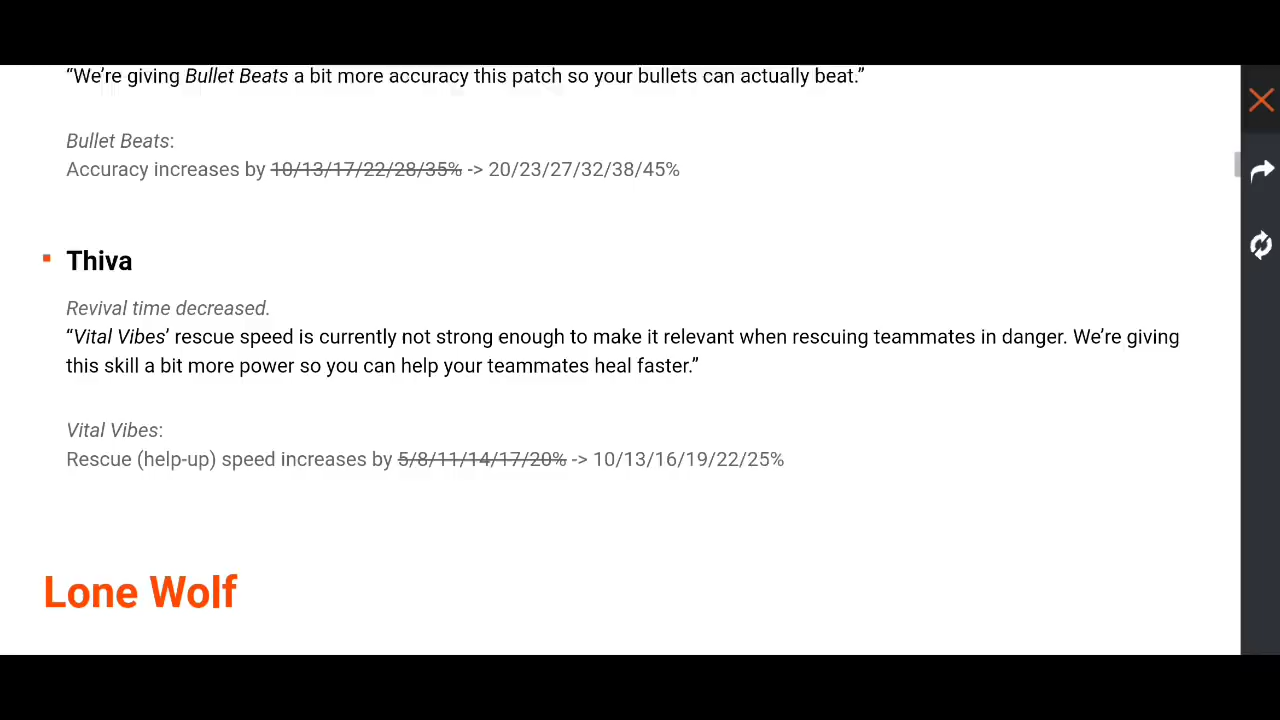 “We’re giving Bullet Beats a bit more accuracy this patch so your bullets can actually beat.”
Bullet Beats:
Accuracy increases by 10/13/17/22/28/35% -> 20/23/27/32/38/45%
Thiva
Revival time decreased.
“Vital Vibes’ rescue speed is currently not strong enough to make it relevant when rescuing teammates in danger. We’re giving
this skill a bit more power so you can help your teammates heal faster.”
Vital Vibes:
Rescue (help-up) speed increases by 5/8/11/14/17/20% -> 10/13/16/19/22/25%
Lone Wolf